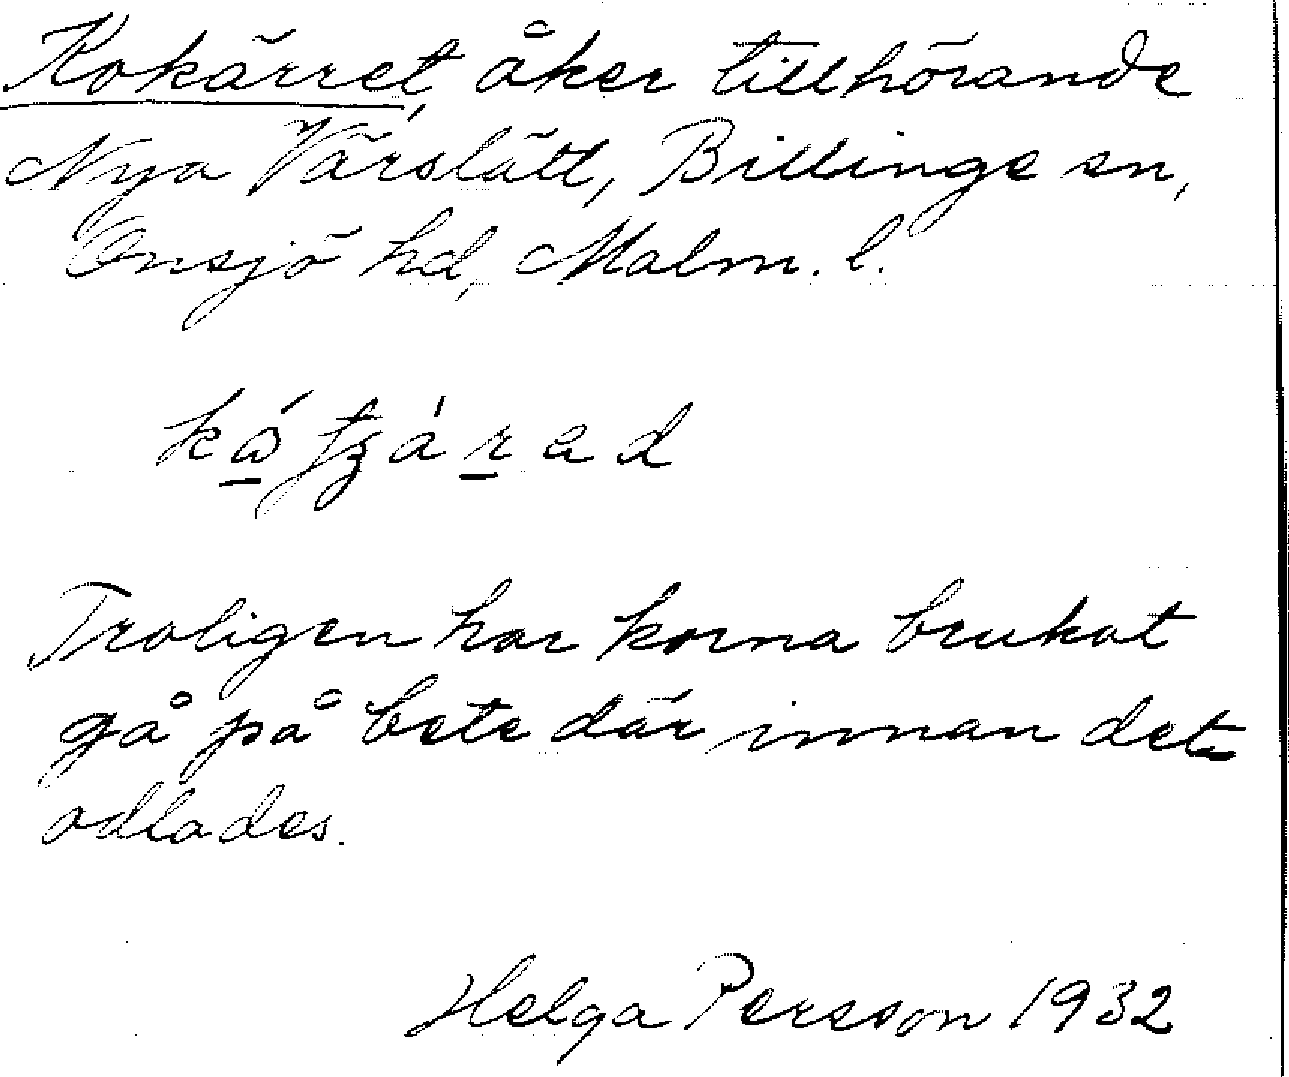 Kokärret, åker tillhörande
Nya Värslätt, Billinge sn,
Onsjö hd, Malm. l.
Troligen har korna brukat
gå på bete där innan det
odlades.
Helga Persson 1932